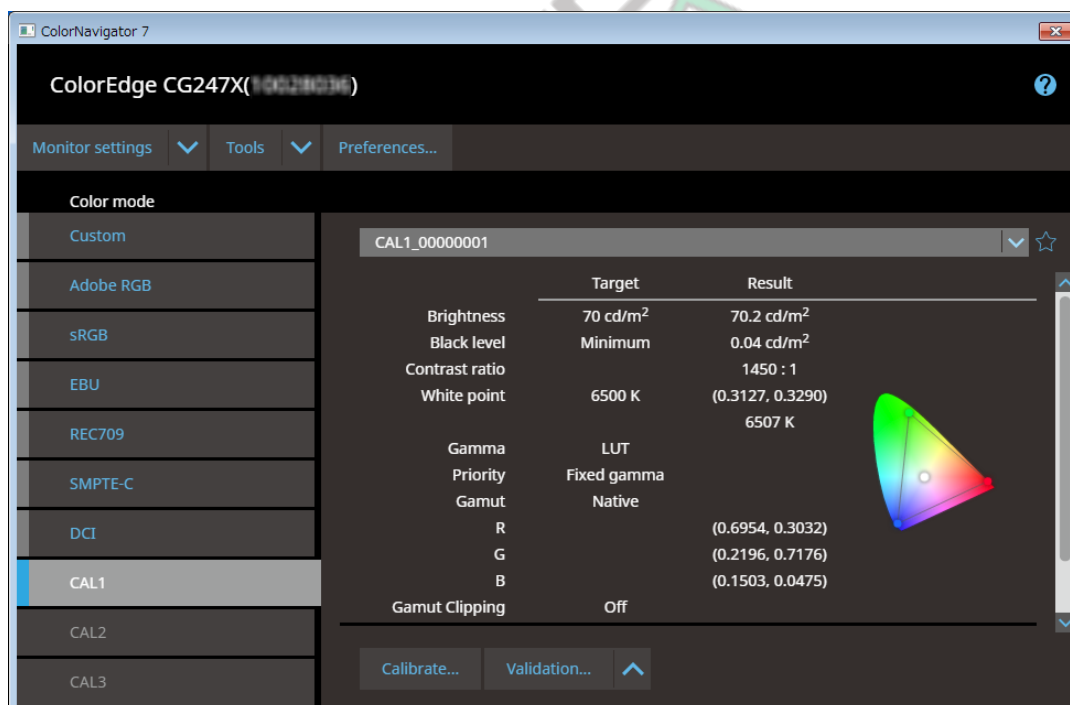 ColorNavigator 7
ColorEdge CG247X( )
Monitor settings Tools Preferences...
Color mode
Custom
Adobe RGB
sRGB
EBU
REC709
SMPTE-C
DCI
CAL1
CAL2
CAL3
CAL1_00000001
Target Result
Brightness 70 cd/m² 70.2 cd/m²
Black level Minimum 0.04 cd/m²
Contrast ratio 1450 : 1
White point 6500 K (0.3127, 0.3290)
6507 K
Gamma LUT
Priority Fixed gamma
Gamut Native
R (0.6954, 0.3032)
G (0.2196, 0.7176)
B (0.1503, 0.0475)
Gamut Clipping Off
Calibrate... Validation...